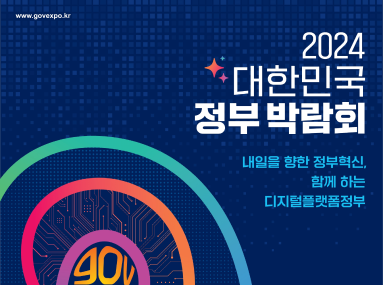 www.govexpo.kr
2024
대한민국
정부 박람회
내일을 향한 정부혁신,
함께 하는
디지털플랫폼정부
gov